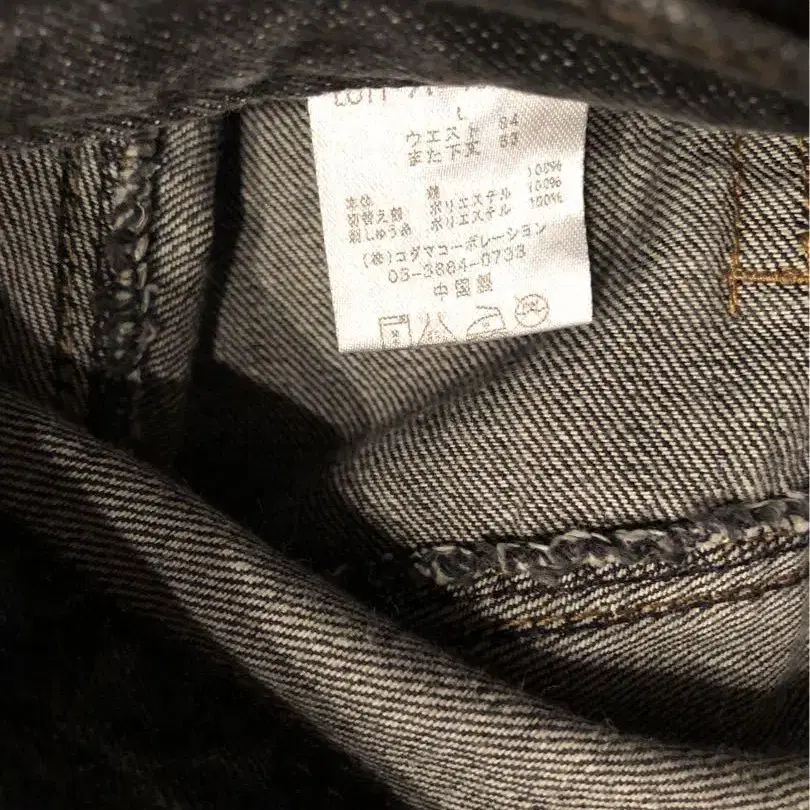 L
ウエスト 84
また下丈 83
本体 綿 100%
切替え部 ポリエステル 100%
刺しゅう糸 ポリエステル 100%
(株)コダマコーポレーション
03-3884-0733
中国製